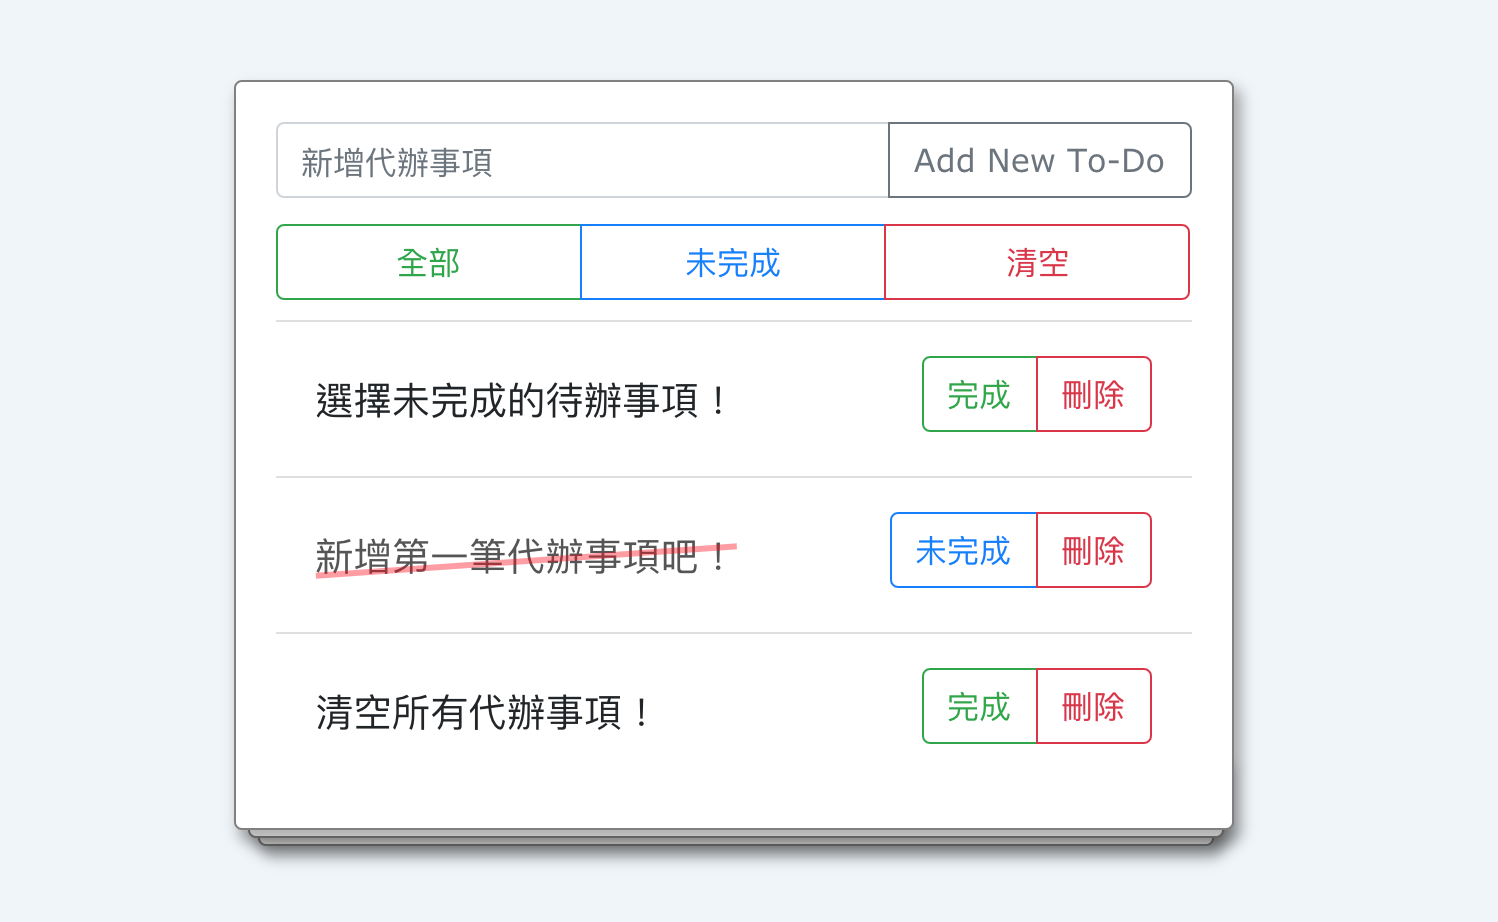 新增代辦事項 Add New To-Do
全部 未完成 清空
選擇未完成的待辦事項！ 完成 刪除
新增第一筆代辦事項吧！ 未完成 刪除
清空所有代辦事項！ 完成 刪除